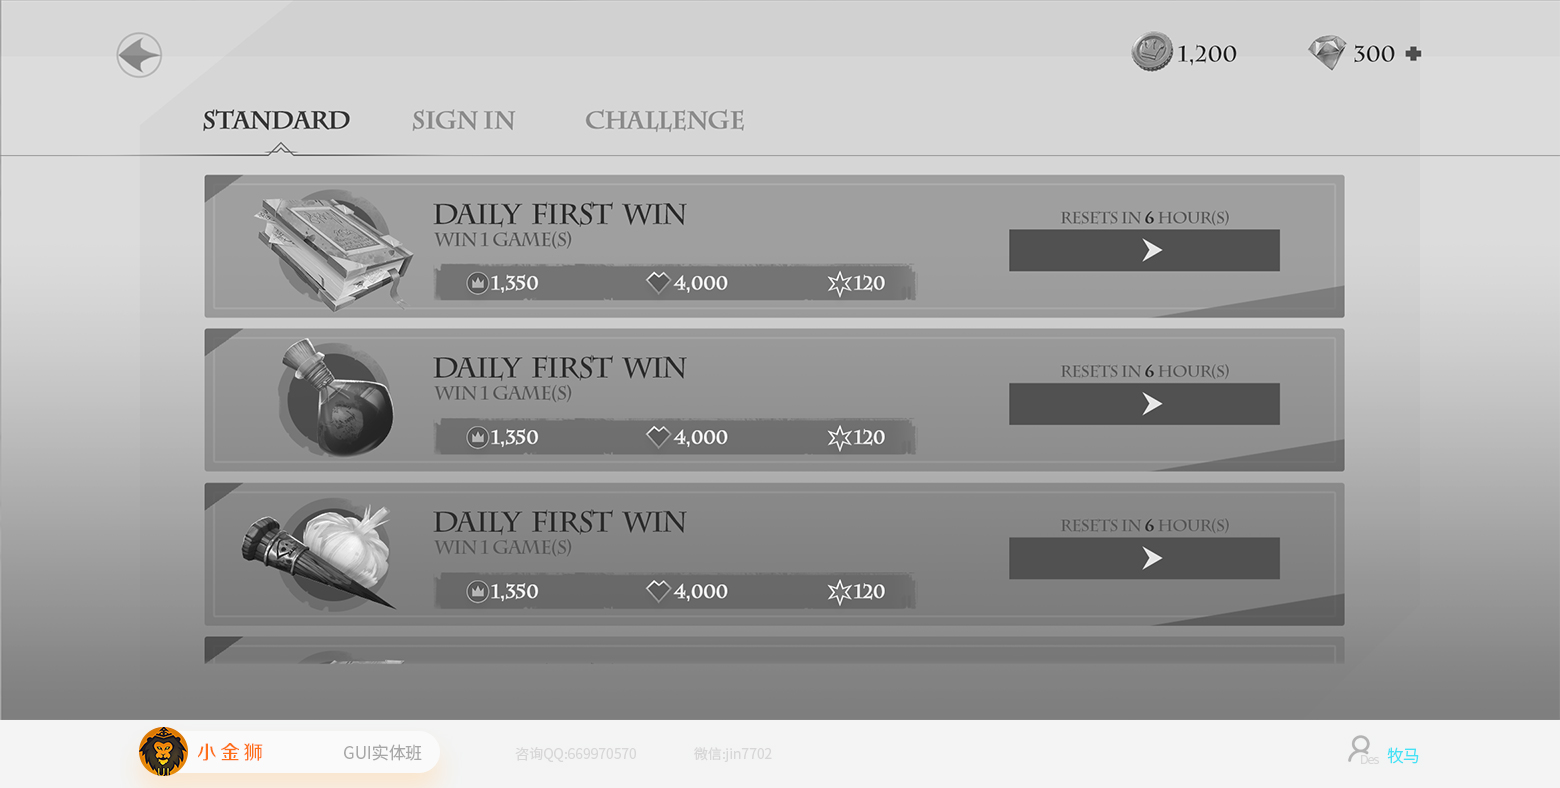 1,200
300
STANDARD
SIGN IN
CHALLENGE
DAILY FIRST WIN
WIN 1 GAME(S)
1,350
4,000
120
RESETS IN 6 HOUR(S)
DAILY FIRST WIN
WIN 1 GAME(S)
1,350
4,000
120
RESETS IN 6 HOUR(S)
DAILY FIRST WIN
WIN 1 GAME(S)
1,350
4,000
120
RESETS IN 6 HOUR(S)
UI
小金狮
GUI实体班
咨询QQ:669970570
微信:jin7702
Des
牧马